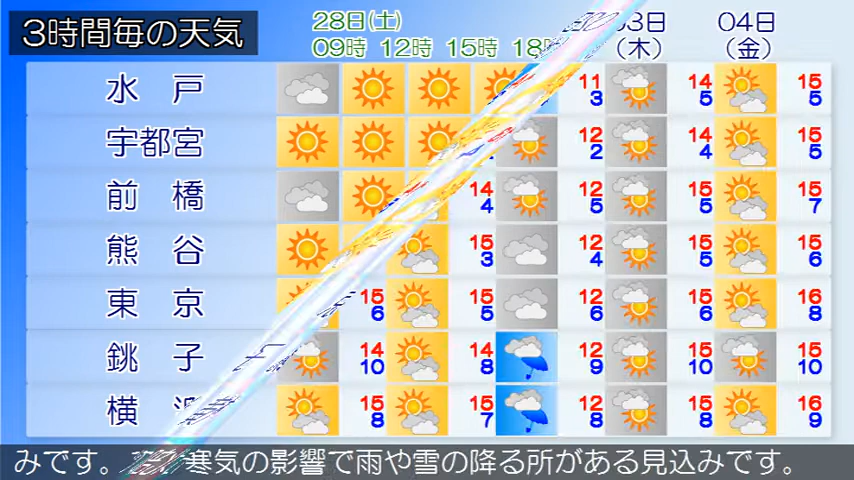 3時間毎の天気
28日(土)
09時 12時 15時 18時
03日 04日
(木) (金)
水戸 11 3 14 5 15 5
宇都宮 12 2 14 4 15 5
前橋 14 4 12 5 15 5 15 7
熊谷 15 3 12 4 15 5 15 6
東京 15 6 15 5 12 6 15 6 16 8
銚子 14 10 14 8 12 9 15 10 15 10
横 15 8 15 7 12 8 15 8 16 9
みです。 寒気の影響で雨や雪の降る所がある見込みです。